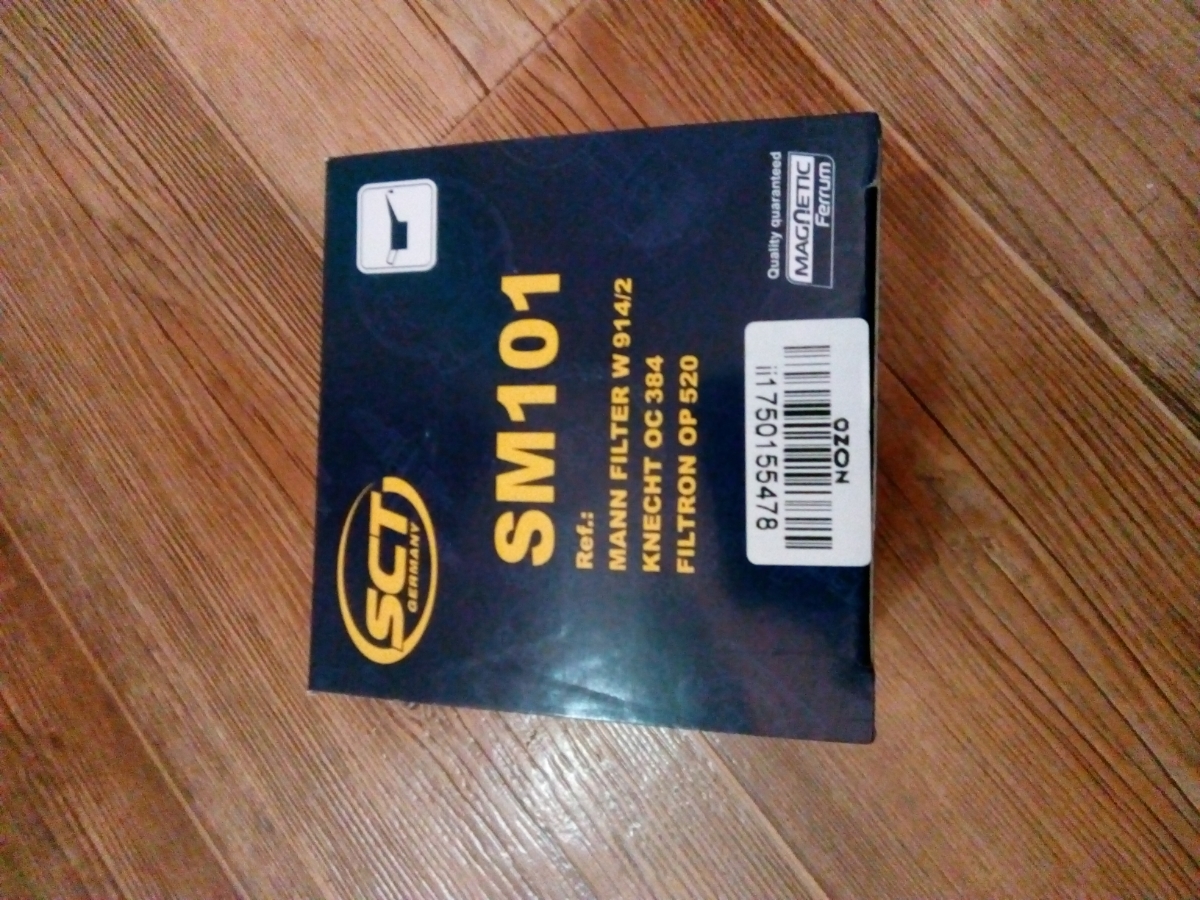 SCT
GERMANY
SM101
Ref.:
MANN FILTER W 914/2
KNECHT OC 384
FILTRON OP 520
Quality quaranteed
MAGNETIC
Ferrum
ii1750155478
OZON